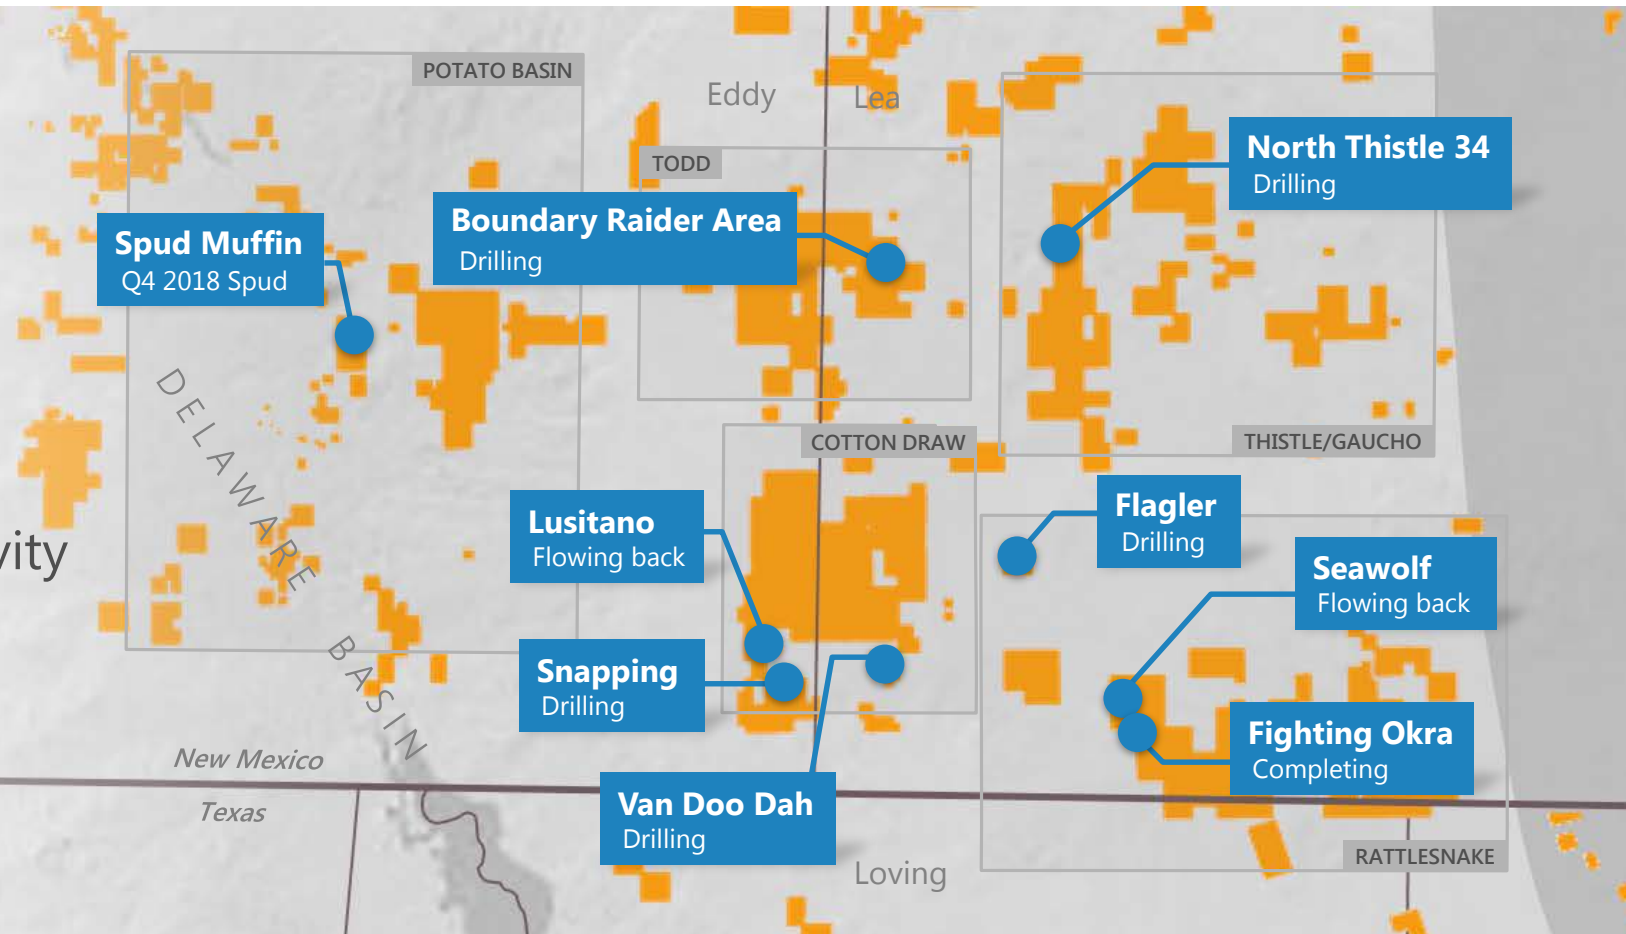 POTATO BASIN
Eddy
Lea
North Thistle 34
Drilling
TODD
Boundary Raider Area
Drilling
Spud Muffin
Q4 2018 Spud
DELAWARE BASIN
COTTON DRAW
THISTLE/GAUCHO
Lusitano
Flowing back
Flagler
Drilling
vity
Seawolf
Flowing back
Snapping
Drilling
Fighting Okra
Completing
New Mexico
Texas
Van Doo Dah
Drilling
Loving
RATTLESNAKE